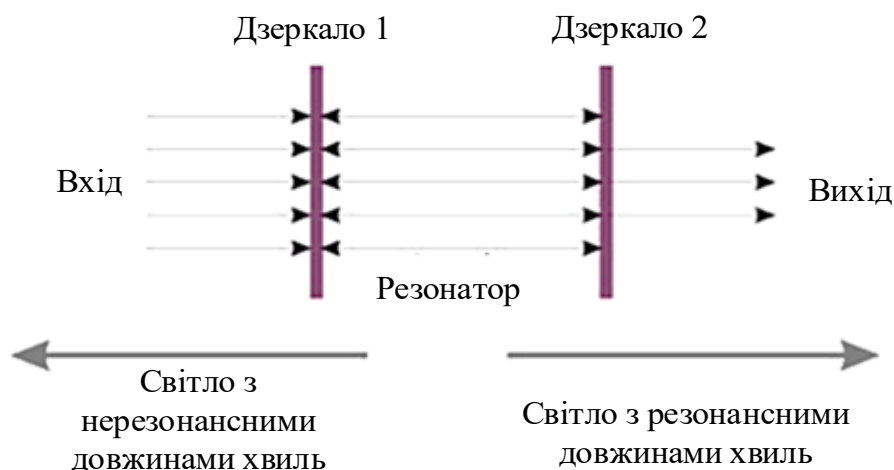 Дзеркало 1
Дзеркало 2
Вхід
Вихід
Резонатор
Світло з
нерезонансними
довжинами хвиль
Світло з резонансними
довжинами хвиль